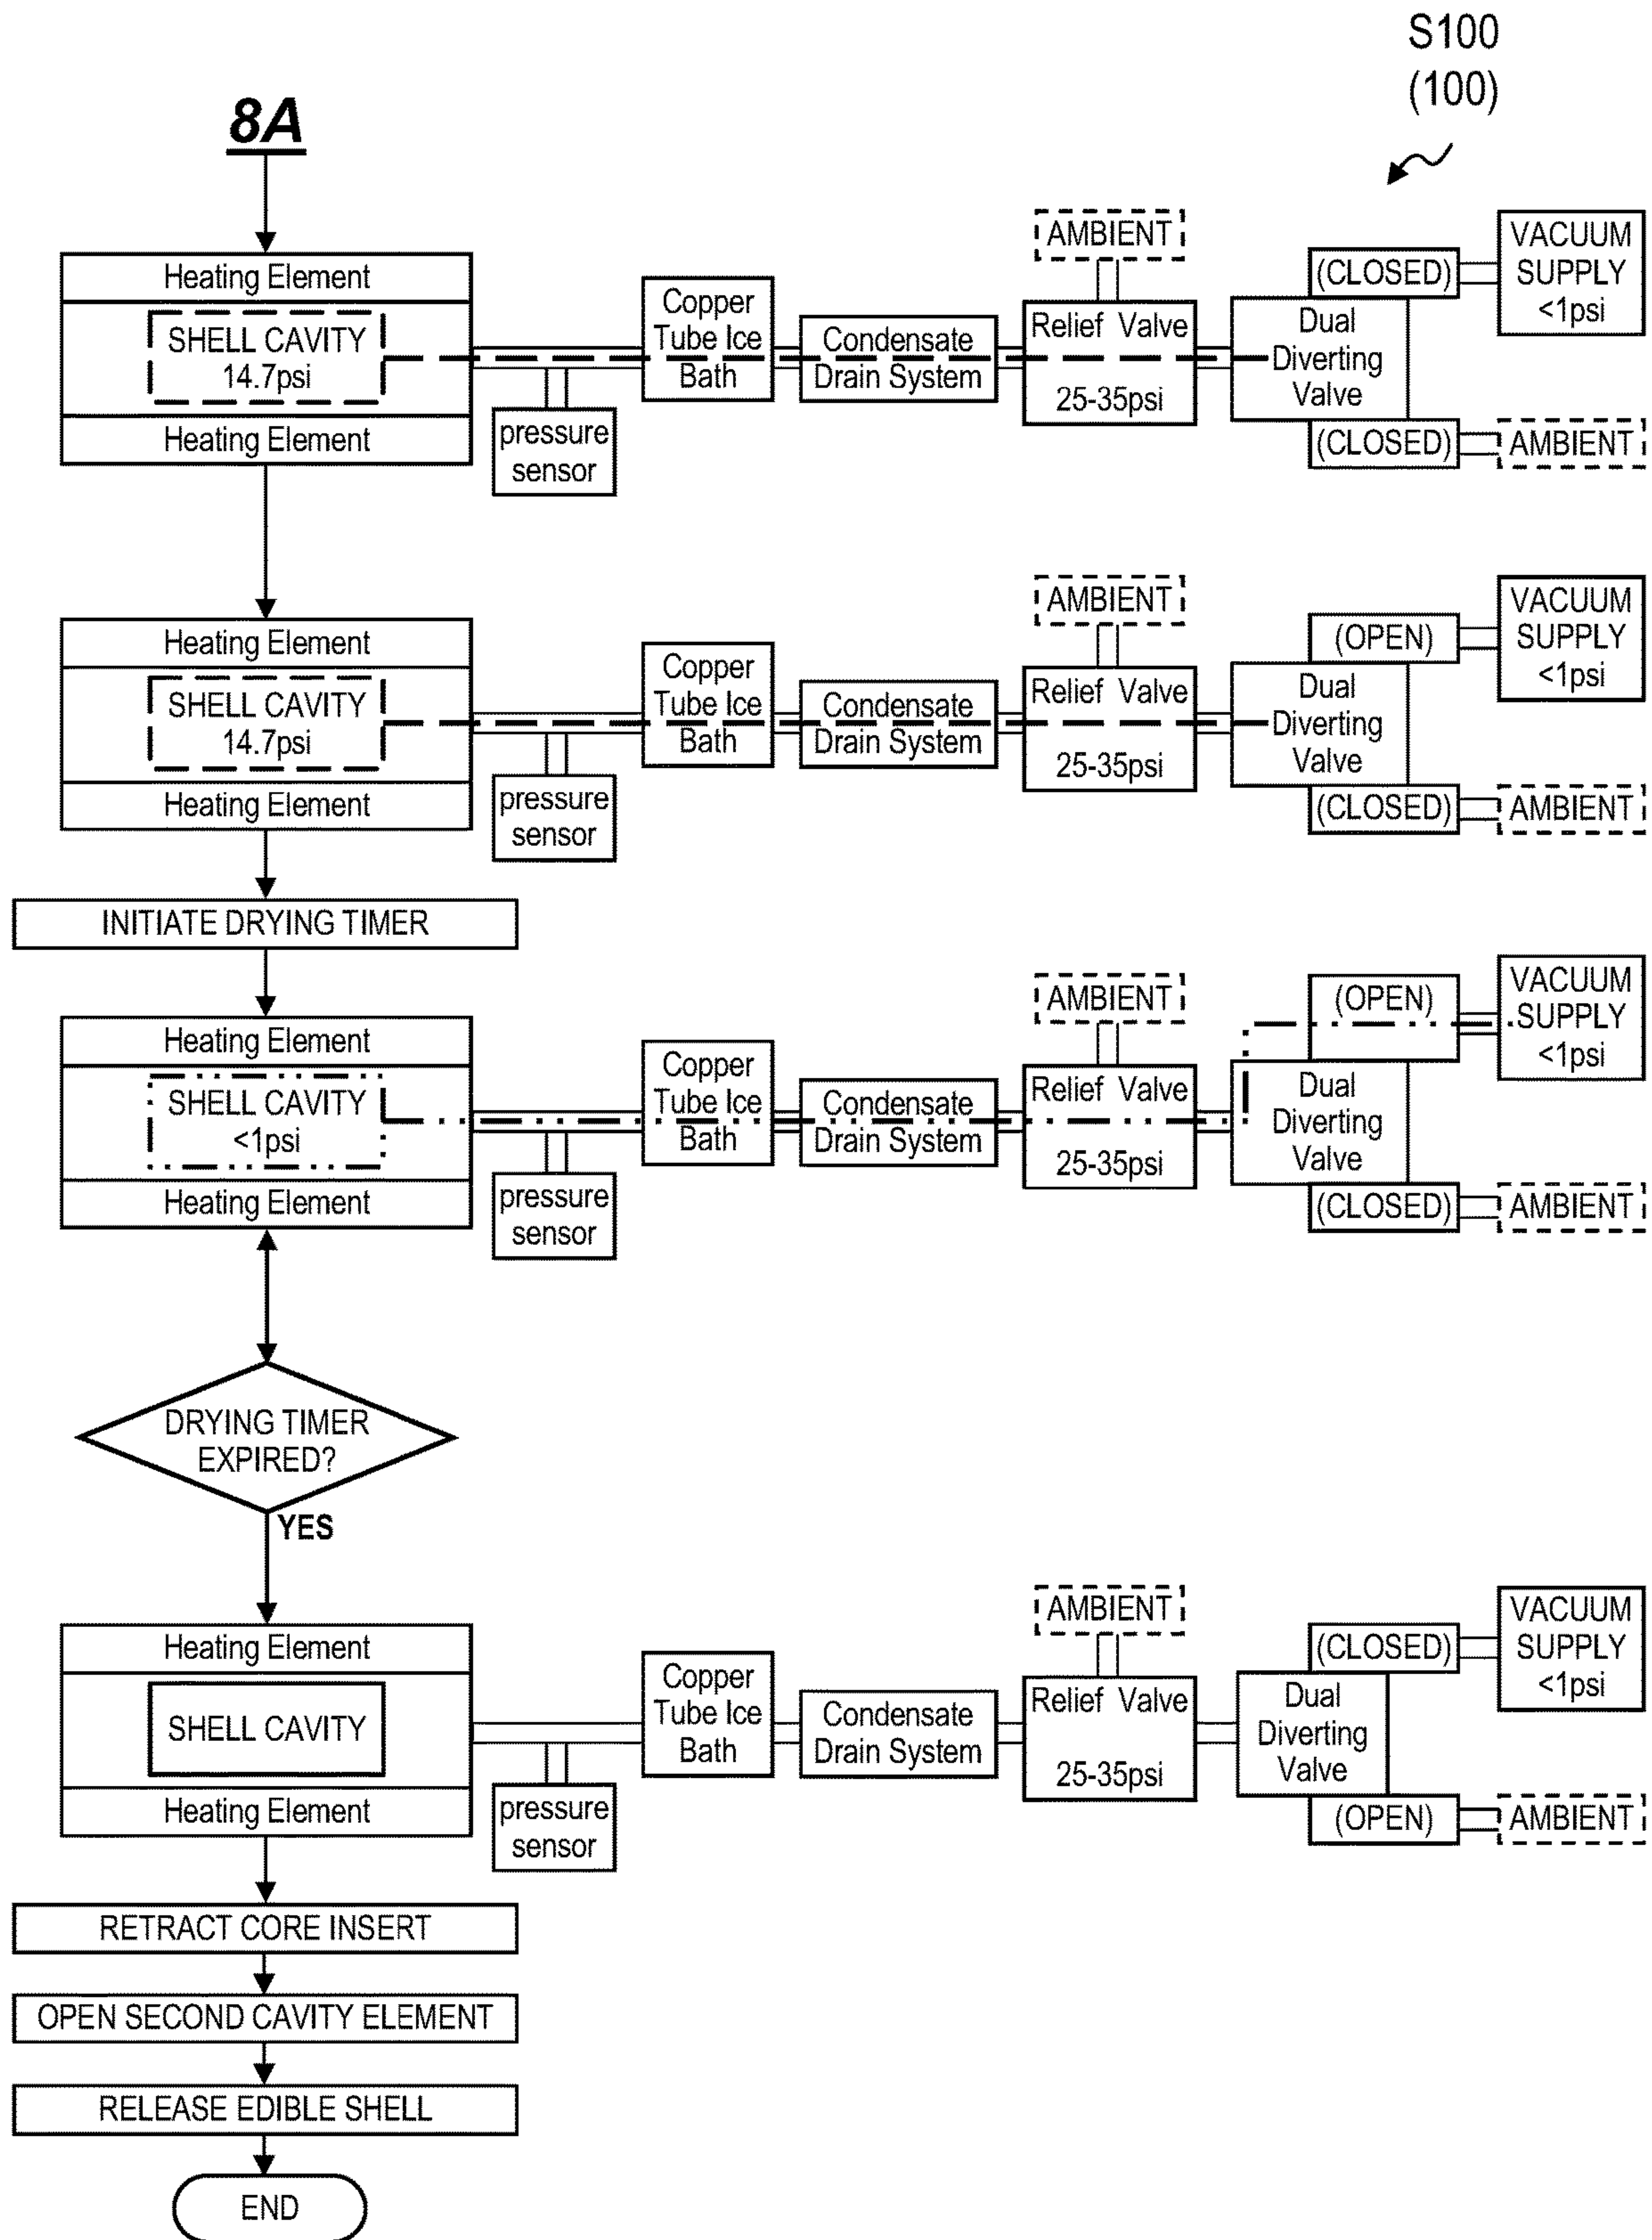 S100
(100)
8A
Heating Element
SHELL CAVITY
14.7psi
Heating Element
pressure
sensor
Copper
Tube Ice
Bath
Condensate
Drain System
AMBIENT
Relief Valve
25-35psi
(CLOSED)
Dual
Diverting
Valve
(CLOSED)
VACUUM
SUPPLY
<1psi
AMBIENT
Heating Element
SHELL CAVITY
14.7psi
Heating Element
pressure
sensor
Copper
Tube Ice
Bath
Condensate
Drain System
AMBIENT
Relief Valve
25-35psi
(OPEN)
Dual
Diverting
Valve
(CLOSED)
VACUUM
SUPPLY
<1psi
AMBIENT
INITIATE DRYING TIMER
Heating Element
SHELL CAVITY
<1psi
Heating Element
pressure
sensor
Copper
Tube Ice
Bath
Condensate
Drain System
AMBIENT
Relief Valve
25-35psi
(OPEN)
Dual
Diverting
Valve
(CLOSED)
VACUUM
SUPPLY
<1psi
AMBIENT
DRYING TIMER
EXPIRED?
YES
Heating Element
SHELL CAVITY
Heating Element
pressure
sensor
Copper
Tube Ice
Bath
Condensate
Drain System
AMBIENT
Relief Valve
25-35psi
(CLOSED)
Dual
Diverting
Valve
(OPEN)
VACUUM
SUPPLY
<1psi
AMBIENT
RETRACT CORE INSERT
OPEN SECOND CAVITY ELEMENT
RELEASE EDIBLE SHELL
END